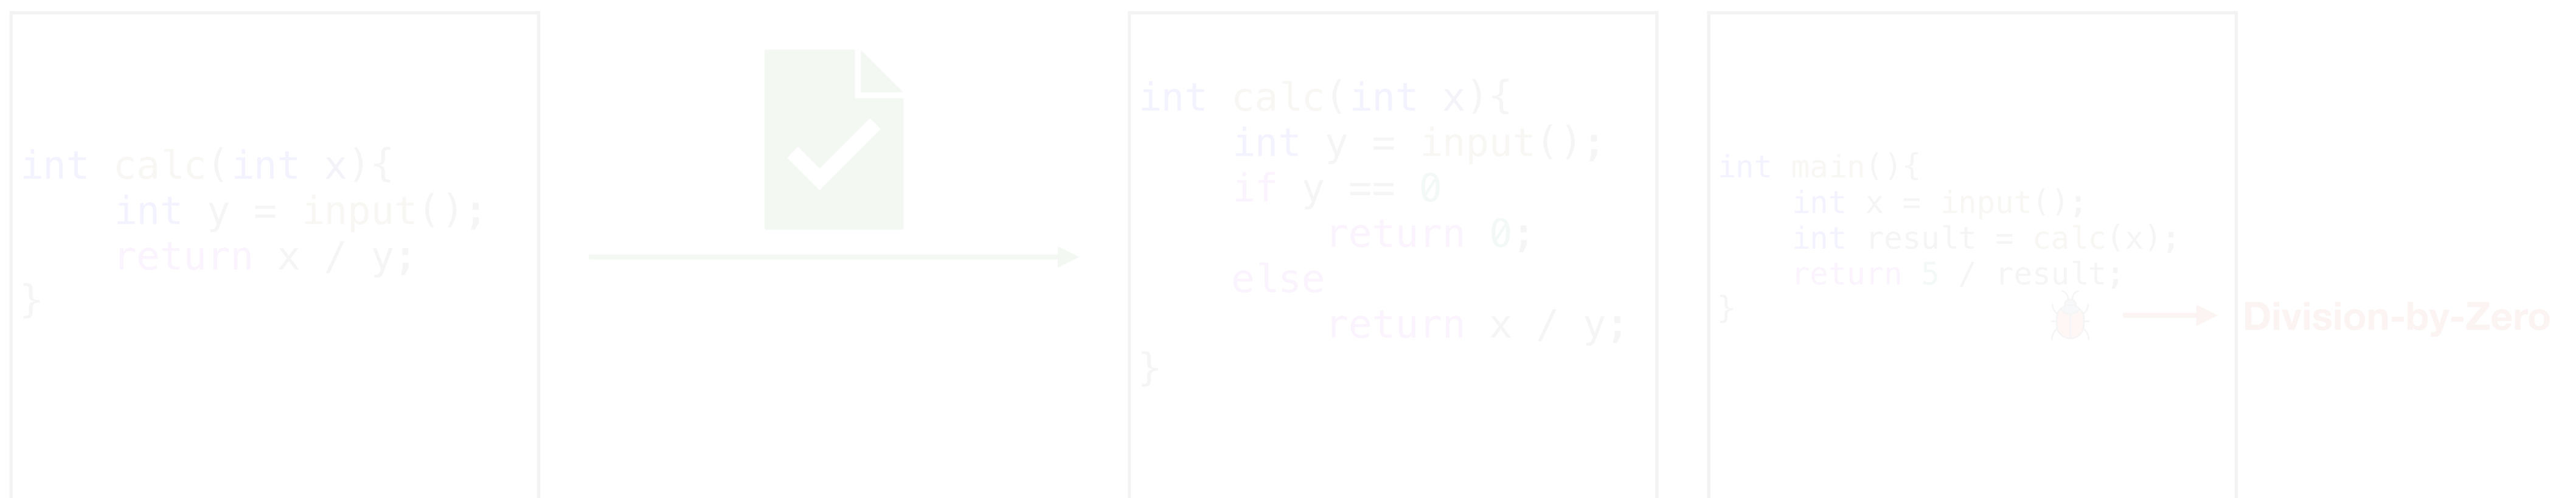 int calc(int x){
    int y = input();
    return x / y;
}
int calc(int x){
    int y = input();
    if y == 0
        return 0;
    else
        return x / y;
}
int main(){
    int x = input();
    int result = calc(x);
    return 5 / result;
}
Division-by-Zero